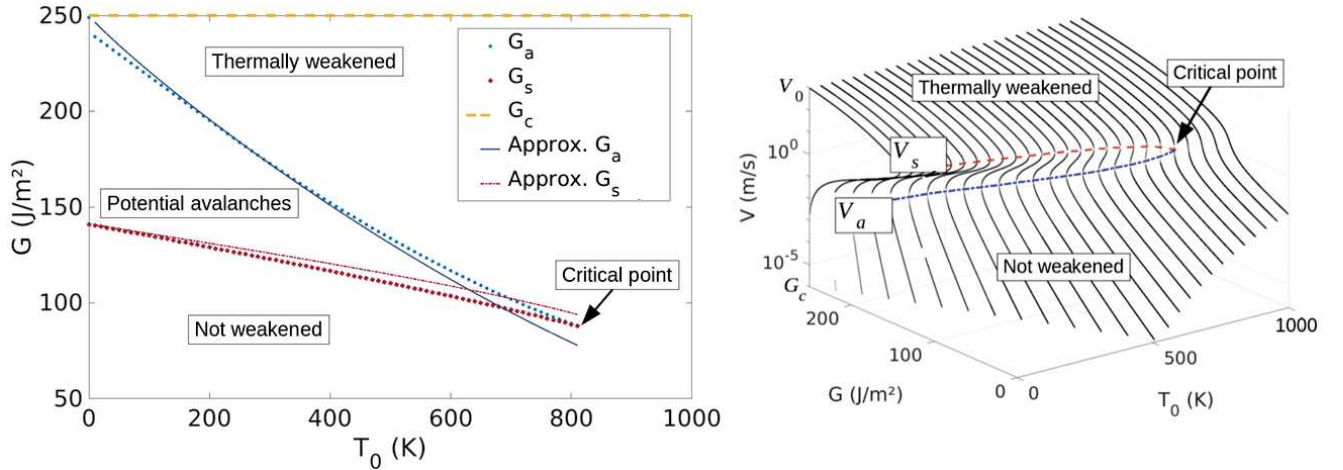 250
200
150
100
50
G (J/m²)
0
200
400
600
800
1000
T₀ (K)
Thermally weakened
Potential avalanches
Not weakened
Critical point
Gₐ
Gₛ
G꜀
Approx. Gₐ
Approx. Gₛ
V₀
10⁰
10⁻⁵
G꜀
V (m/s)
Thermally weakened
Critical point
Vₛ
Vₐ
Not weakened
200
100
0
G (J/m²)
0
500
1000
T₀ (K)